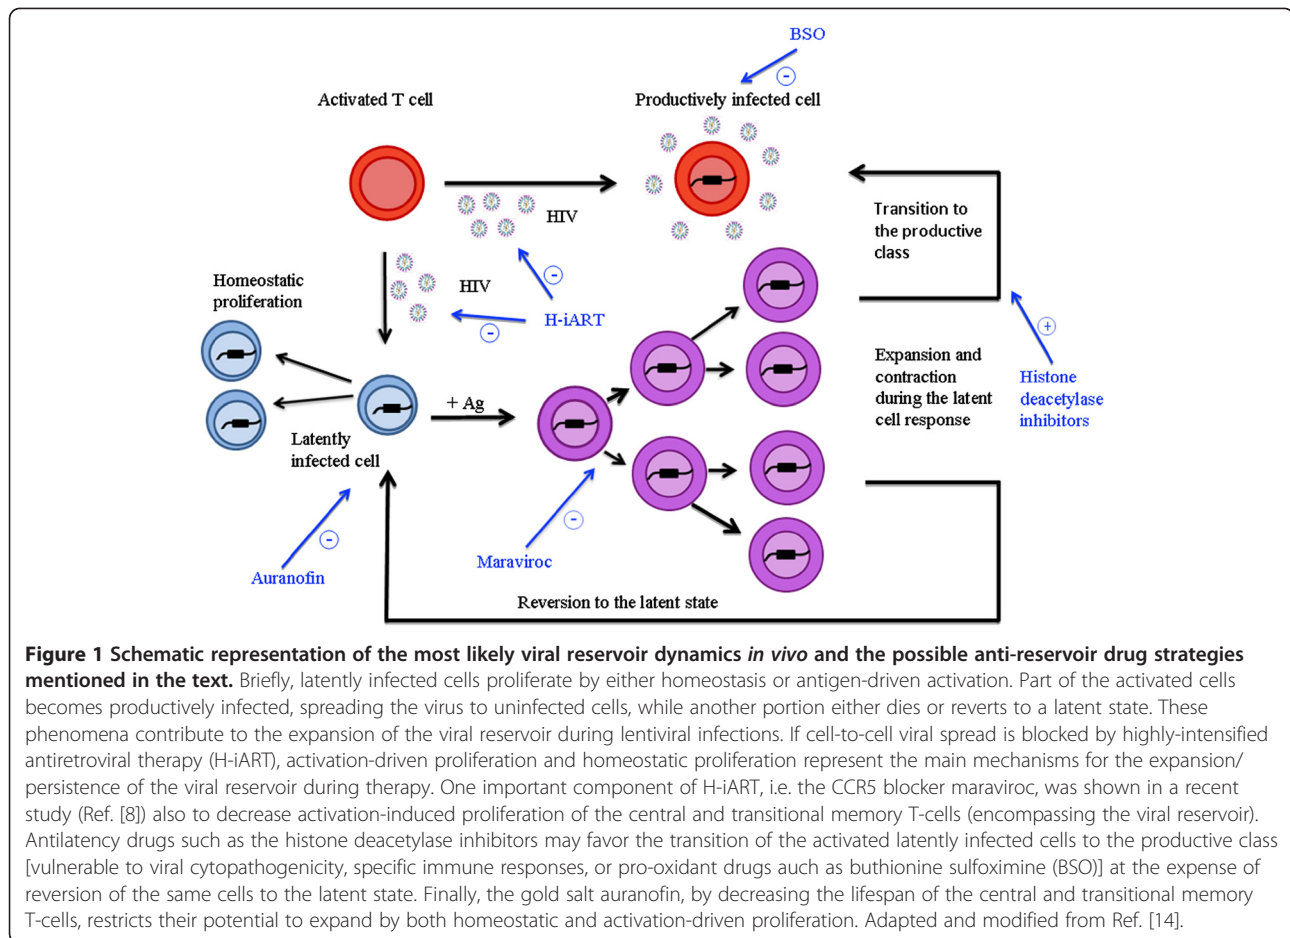 BSO
-
Activated T cell
Productively infected cell
HIV
-
Transition to
the productive
class
Homeostatic
proliferation
HIV
-
H-iART
+
Histone
deacetylase
inhibitors
Expansion and
contraction
during the latent
cell response
+ Ag
Latently
infected cell
-
Auranofin
-
Maraviroc
Reversion to the latent state
Figure 1 Schematic representation of the most likely viral reservoir dynamics in vivo and the possible anti-reservoir drug strategies
mentioned in the text. Briefly, latently infected cells proliferate by either homeostasis or antigen-driven activation. Part of the activated cells
becomes productively infected, spreading the virus to uninfected cells, while another portion either dies or reverts to a latent state. These
phenomena contribute to the expansion of the viral reservoir during lentiviral infections. If cell-to-cell viral spread is blocked by highly-intensified
antiretroviral therapy (H-iART), activation-driven proliferation and homeostatic proliferation represent the main mechanisms for the expansion/
persistence of the viral reservoir during therapy. One important component of H-iART, i.e. the CCR5 blocker maraviroc, was shown in a recent
study (Ref. [8]) also to decrease activation-induced proliferation of the central and transitional memory T-cells (encompassing the viral reservoir).
Antilatency drugs such as the histone deacetylase inhibitors may favor the transition of the activated latently infected cells to the productive class
[vulnerable to viral cytopathogenicity, specific immune responses, or pro-oxidant drugs auch as buthionine sulfoximine (BSO)] at the expense of
reversion of the same cells to the latent state. Finally, the gold salt auranofin, by decreasing the lifespan of the central and transitional memory
T-cells, restricts their potential to expand by both homeostatic and activation-driven proliferation. Adapted and modified from Ref. [14].